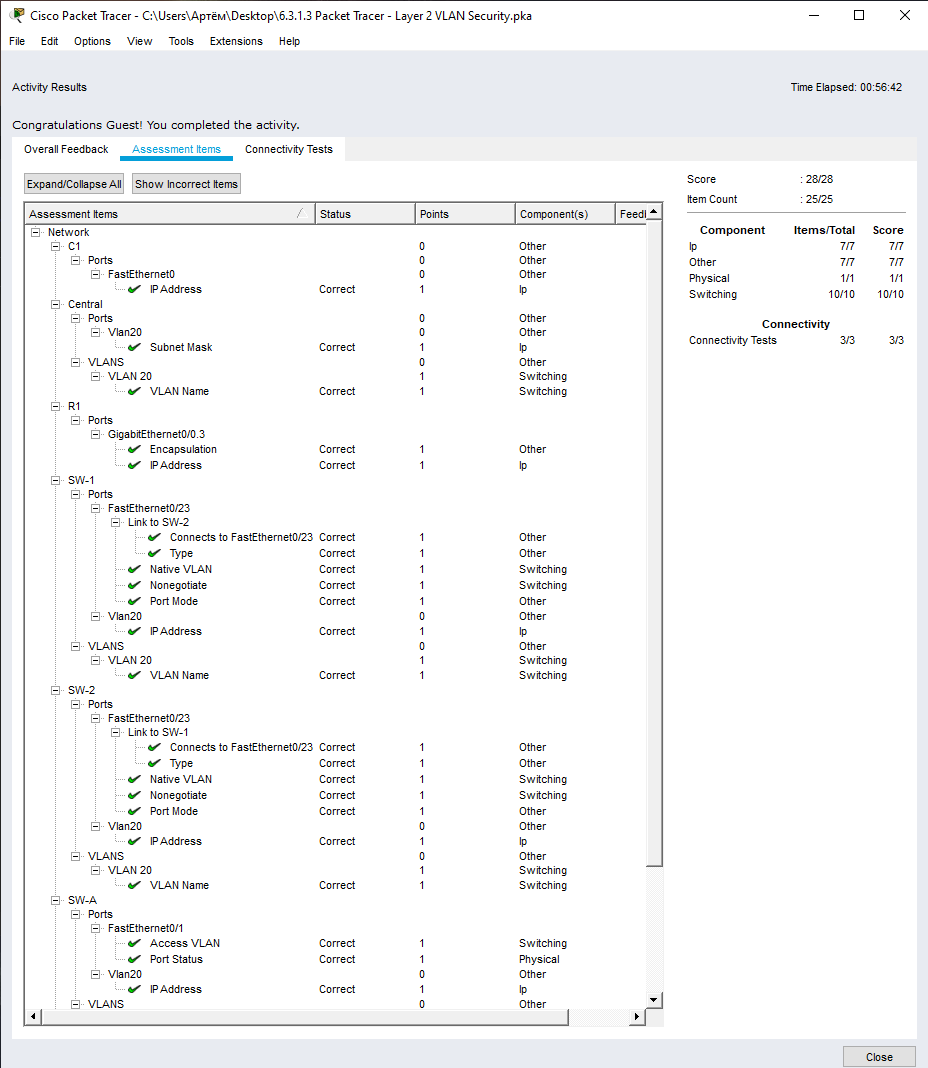 Cisco Packet Tracer - C:\Users\Артём\Desktop\6.3.1.3 Packet Tracer - Layer 2 VLAN Security.pka
File Edit Options View Tools Extensions Help
Activity Results Time Elapsed: 00:56:42
Congratulations Guest! You completed the activity.
Overall Feedback Assessment Items Connectivity Tests
Expand/Collapse All Show Incorrect Items
Assessment Items Status Points Component(s) Feedl
Network
C1 0 Other
Ports 0 Other
FastEthernet0 0 Other
IP Address Correct 1 Ip
Central
Ports 0 Other
Vlan20 0 Other
Subnet Mask Correct 1 Ip
VLANS 0 Other
VLAN 20 1 Switching
VLAN Name Correct 1 Switching
R1
Ports
GigabitEthernet0/0.3
Encapsulation Correct 1 Other
IP Address Correct 1 Ip
SW-1
Ports
FastEthernet0/23
Link to SW-2
Connects to FastEthernet0/23 Correct 1 Other
Type Correct 1 Other
Native VLAN Correct 1 Switching
Nonegotiate Correct 1 Switching
Port Mode Correct 1 Other
Vlan20 0 Other
IP Address Correct 1 Ip
VLANS 0 Other
VLAN 20 1 Switching
VLAN Name Correct 1 Switching
SW-2
Ports
FastEthernet0/23
Link to SW-1
Connects to FastEthernet0/23 Correct 1 Other
Type Correct 1 Other
Native VLAN Correct 1 Switching
Nonegotiate Correct 1 Switching
Port Mode Correct 1 Other
Vlan20 0 Other
IP Address Correct 1 Ip
VLANS 0 Other
VLAN 20 1 Switching
VLAN Name Correct 1 Switching
SW-A
Ports
FastEthernet0/1
Access VLAN Correct 1 Switching
Port Status Correct 1 Physical
Vlan20 0 Other
IP Address Correct 1 Ip
VLANS 0 Other
Score : 28/28
Item Count : 25/25
Component Items/Total Score
Ip 7/7 7/7
Other 7/7 7/7
Physical 1/1 1/1
Switching 10/10 10/10
Connectivity
Connectivity Tests 3/3 3/3
Close